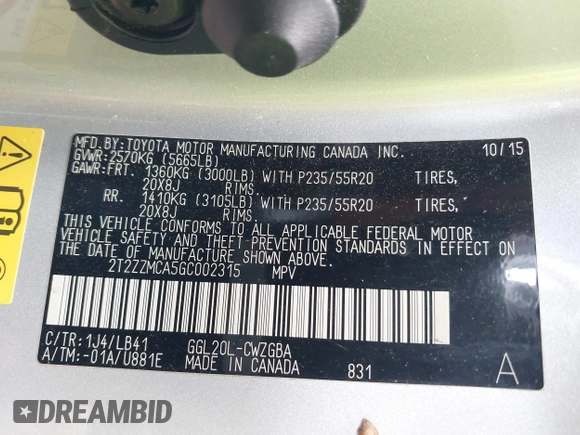 MFD.BY:TOYOTA MOTOR MANUFACTURING CANADA INC. 10/15
GVWR:2570KG (5665LB)
GAWR:FRT. 1360KG (3000LB) WITH P235/55R20 TIRES,
20X8J RIMS
RR. 1410KG (3105LB) WITH P235/55R20 TIRES,
20X8J RIMS
THIS VEHICLE CONFORMS TO ALL APPLICABLE FEDERAL MOTOR
VEHICLE SAFETY AND THEFT PREVENTION STANDARDS IN EFFECT ON
THE DATE OF MANUFACTURE SHOWN ABOVE.
2T2ZZMCA5GC002315 MPV
C/TR:1J4/LB41 GGL20L-CWZGBA
A/TM:-01A/U881E MADE IN CANADA 831 A
DREAMBID